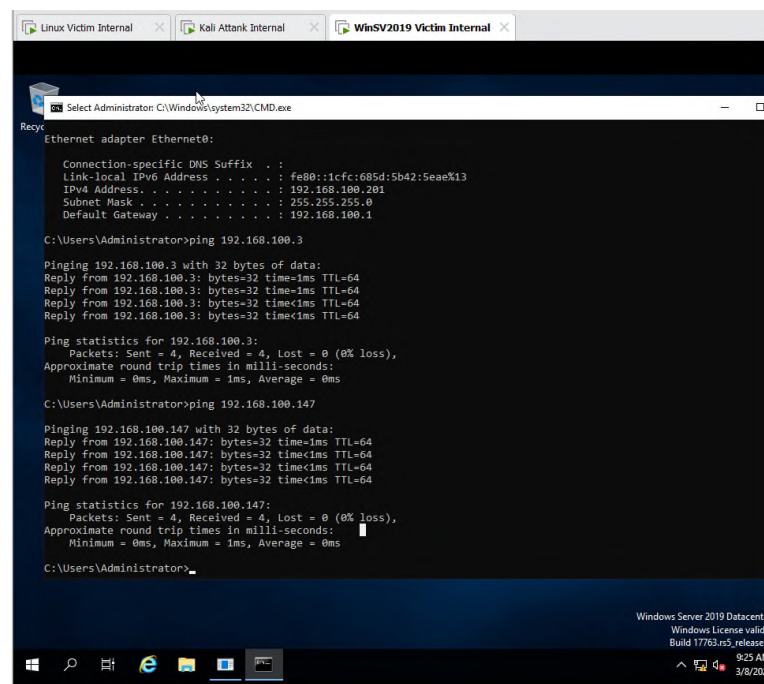 Linux Victim Internal
Kali Attank Internal
WinSV2019 Victim Internal
Select Administrator: C:\Windows\system32\CMD.exe
Recyc
Ethernet adapter Ethernet0:
Connection-specific DNS Suffix . :
Link-local IPv6 Address . . . . . : fe80::1cfc:685d:5b42:5eae%13
IPv4 Address. . . . . . . . . . . : 192.168.100.201
Subnet Mask . . . . . . . . . . . : 255.255.255.0
Default Gateway . . . . . . . . . : 192.168.100.1
C:\Users\Administrator>ping 192.168.100.3
Pinging 192.168.100.3 with 32 bytes of data:
Reply from 192.168.100.3: bytes=32 time=1ms TTL=64
Reply from 192.168.100.3: bytes=32 time=1ms TTL=64
Reply from 192.168.100.3: bytes=32 time<1ms TTL=64
Reply from 192.168.100.3: bytes=32 time<1ms TTL=64
Ping statistics for 192.168.100.3:
Packets: Sent = 4, Received = 4, Lost = 0 (0% loss),
Approximate round trip times in milli-seconds:
Minimum = 0ms, Maximum = 1ms, Average = 0ms
C:\Users\Administrator>ping 192.168.100.147
Pinging 192.168.100.147 with 32 bytes of data:
Reply from 192.168.100.147: bytes=32 time=1ms TTL=64
Reply from 192.168.100.147: bytes=32 time<1ms TTL=64
Reply from 192.168.100.147: bytes=32 time<1ms TTL=64
Reply from 192.168.100.147: bytes=32 time<1ms TTL=64
Ping statistics for 192.168.100.147:
Packets: Sent = 4, Received = 4, Lost = 0 (0% loss),
Approximate round trip times in milli-seconds:
Minimum = 0ms, Maximum = 1ms, Average = 0ms
C:\Users\Administrator>
Windows Server 2019 Datacent
Windows License valid
Build 17763.rs5_release
9:25 A
3/8/20